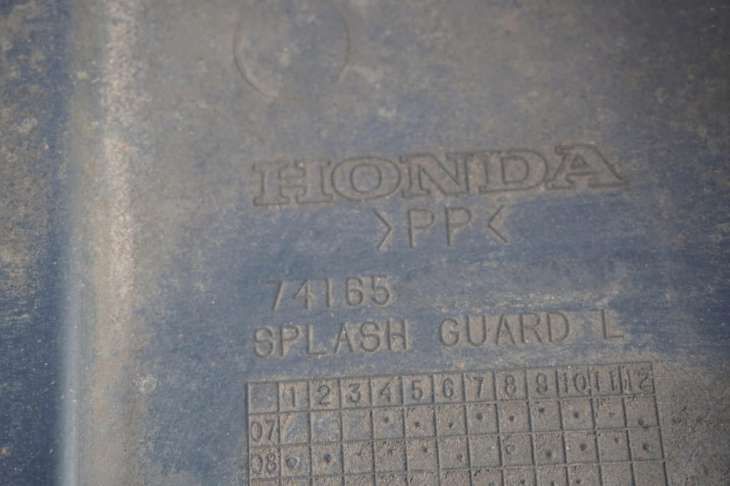 HONDA
>PP<
74165
SPLASH GUARD L
1 2 3 4 5 6 7 8 9 10 11 12
07
08